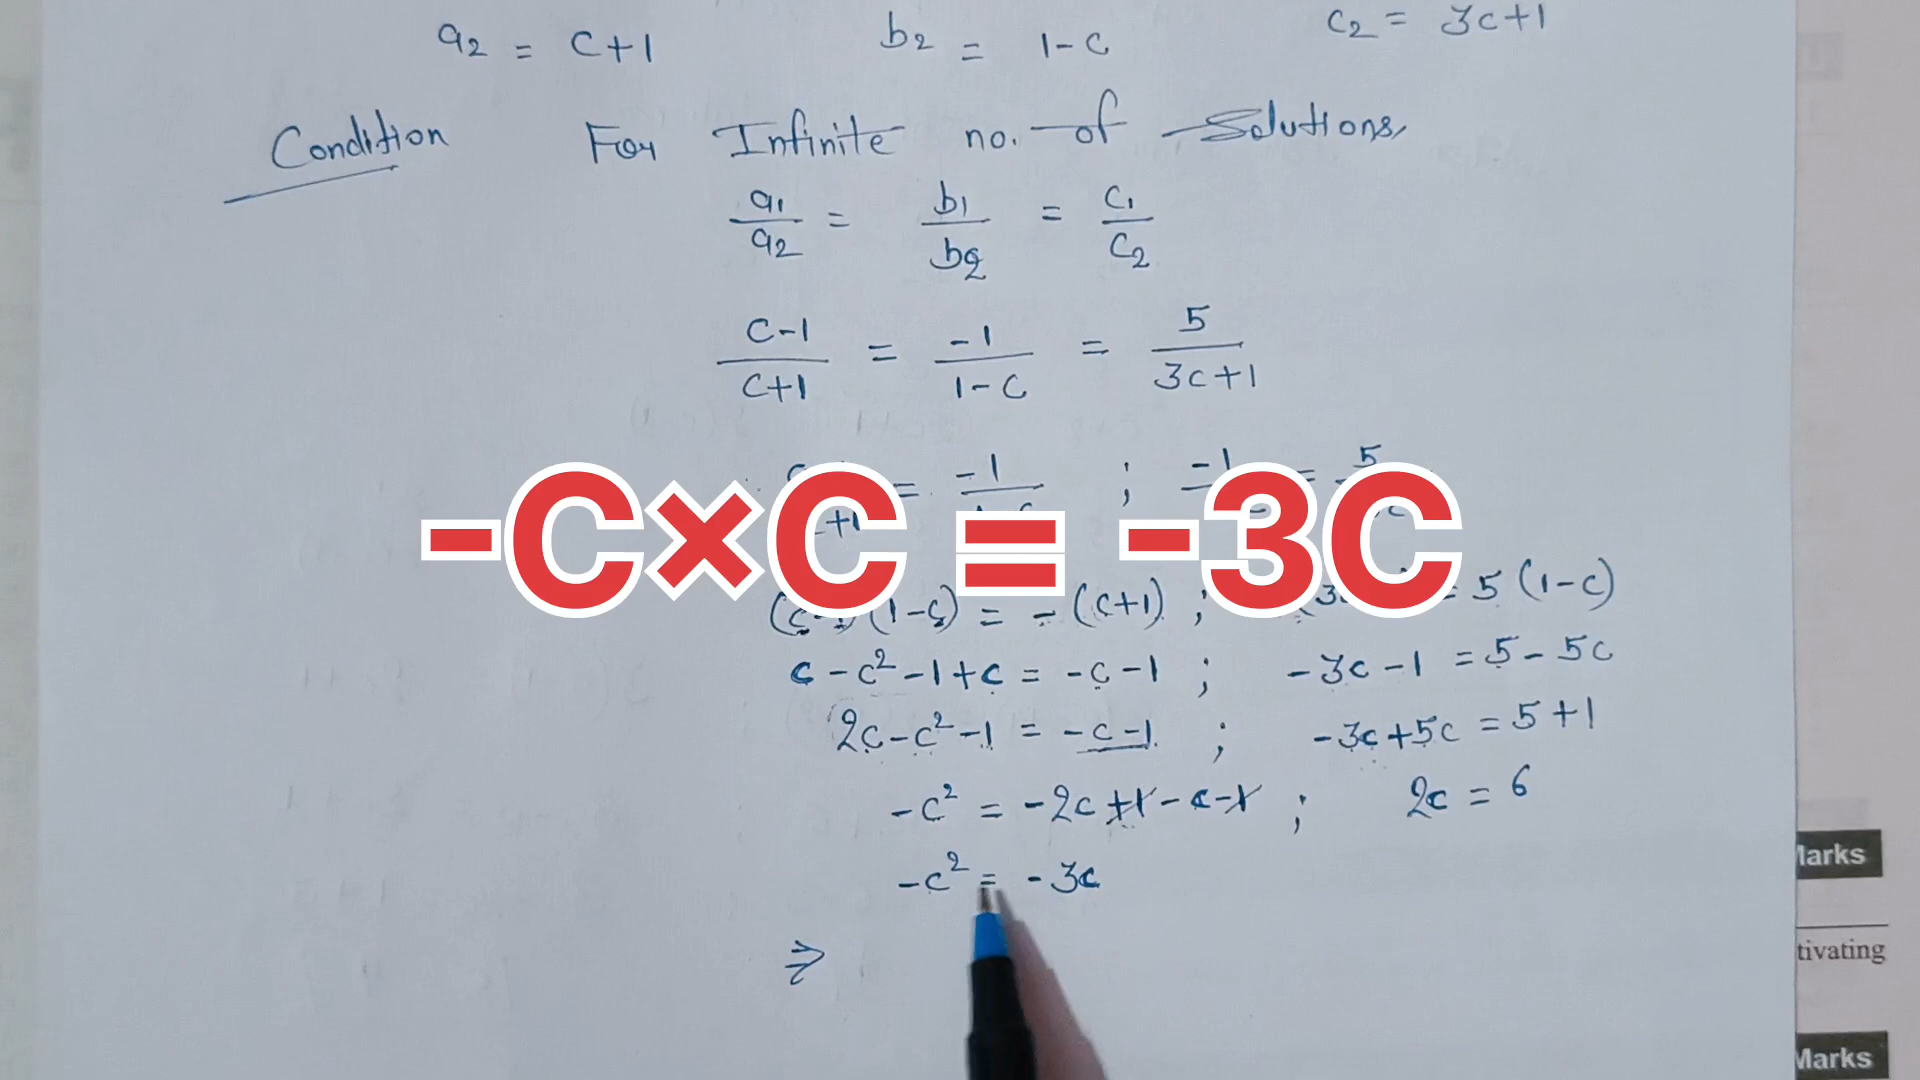 a2 = c+1 b2 = 1-c c2 = 3c+1
Condition For Infinite no. of Solutions
a1/a2 = b1/b2 = c1/c2
c-1/c+1 = -1/1-c = 5/3c+1
= -1 ; -1 = 5
-C×C = -3C
(1-c) = -(c+1) ; = 5(1-c)
c-c²-1+c = -c-1 ; -3c-1 = 5-5c
2c-c²-1 = -c-1 ; -3c+5c = 5+1
-c² = -2c+1-c-1 ; 2c = 6
-c² = -3c
⇒
Marks
tivating
Marks